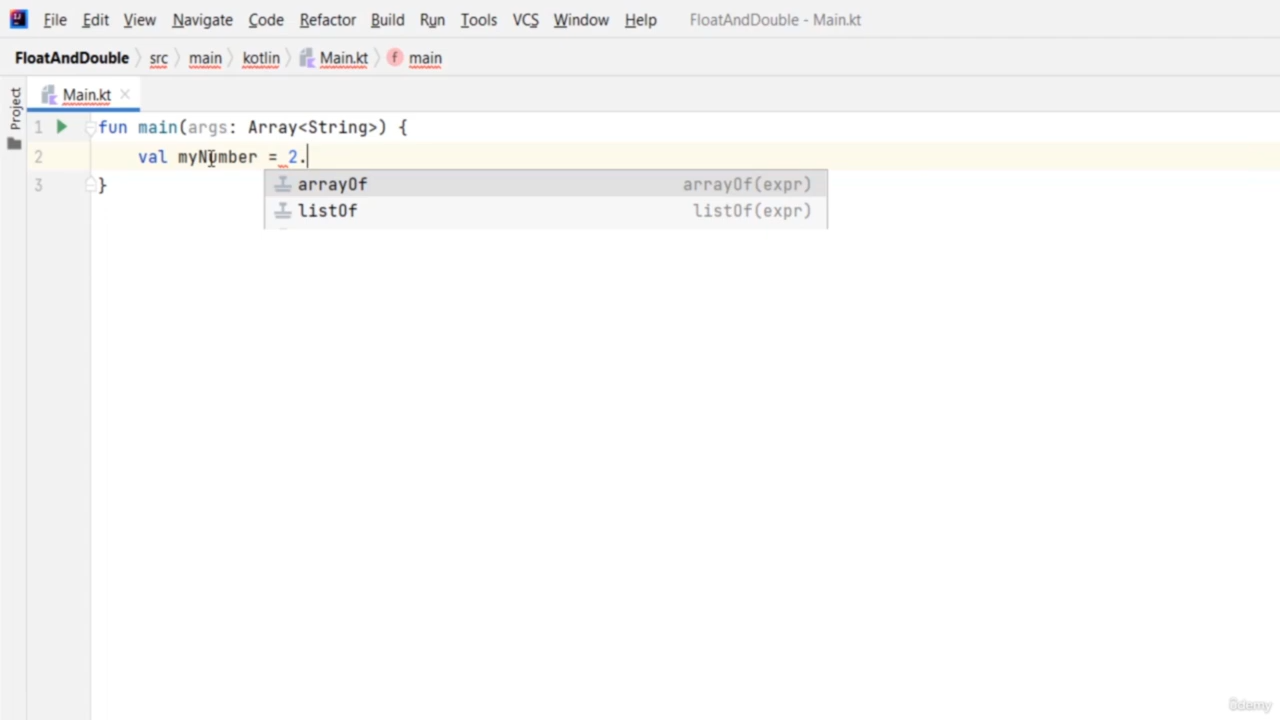 File Edit View Navigate Code Refactor Build Run Tools VCS Window Help FloatAndDouble - Main.kt
FloatAndDouble src main kotlin Main.kt f main
Project
Main.kt
1 fun main(args: Array<String>) {
2 val myNumber = 2.
arrayOf arrayOf(expr)
listOf listOf(expr)
3 }
ûdemy